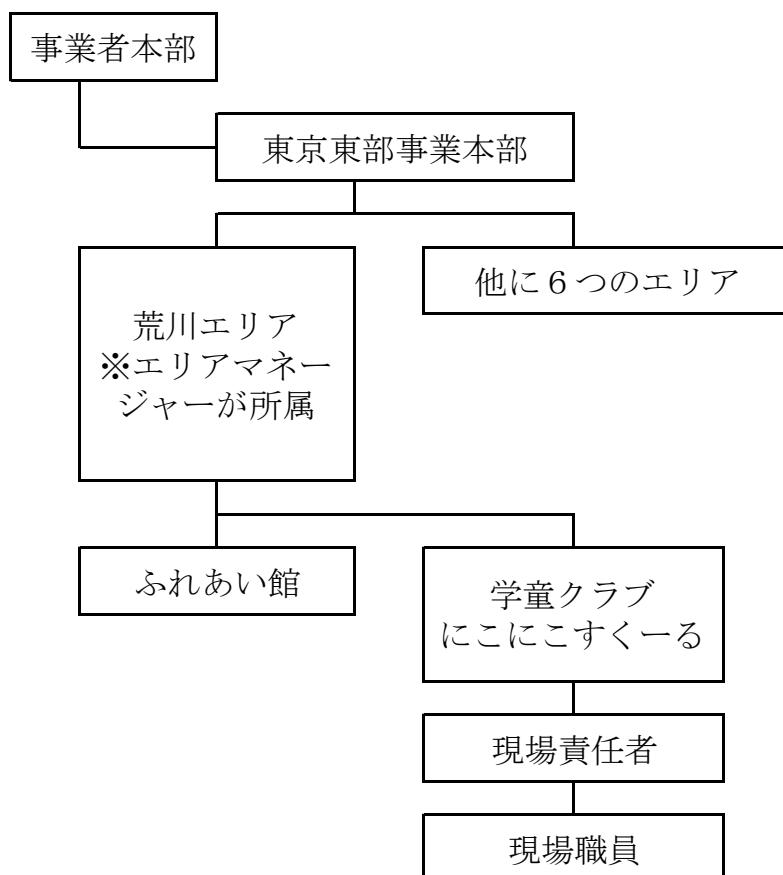 事業者本部
東京東部事業本部
荒川エリア
※エリアマネー
ジャーが所属
他に６つのエリア
ふれあい館
学童クラブ
にこにこすくーる
現場責任者
現場職員